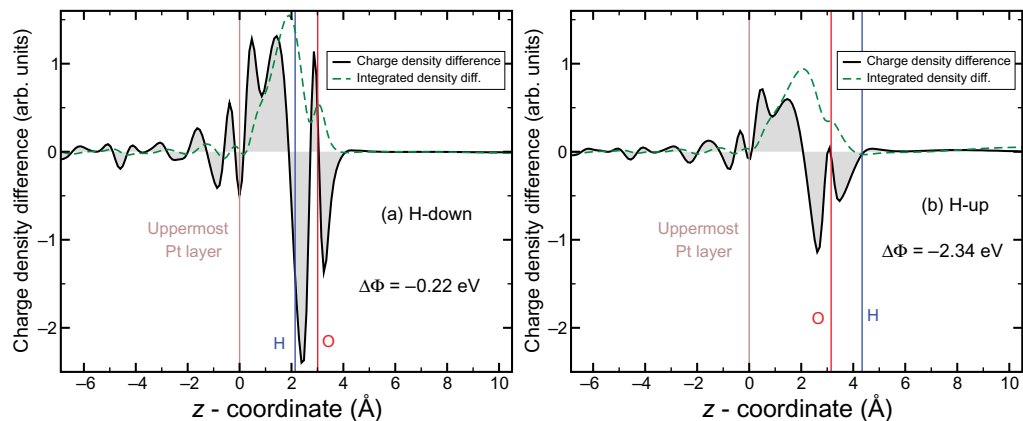 Charge density difference (arb. units)
1
0
−1
−2
Charge density difference
Integrated density diff.
Uppermost
Pt layer
(a) H-down
ΔΦ = −0.22 eV
H
O
−6 −4 −2 0 2 4 6 8 10
z - coordinate (Å)
Charge density difference (arb. units)
1
0
−1
−2
Charge density difference
Integrated density diff.
Uppermost
Pt layer
(b) H-up
ΔΦ = −2.34 eV
O
H
−6 −4 −2 0 2 4 6 8 10
z - coordinate (Å)